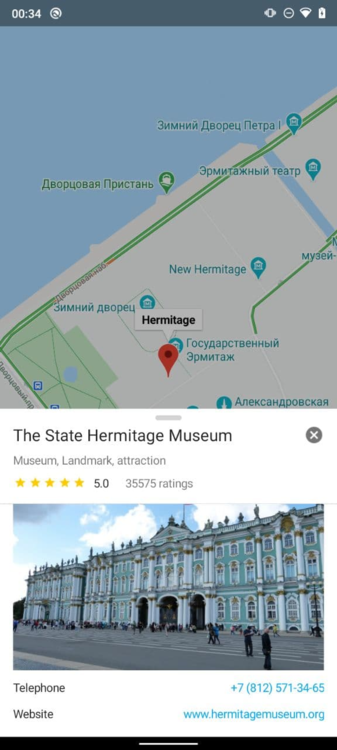 00:34
Зимний Дворец Петра I
Эрмитажный театр
Дворцовая Пристань
музей-
New Hermitage
Дворцовая наб.
Зимний дворец
Hermitage
Государственный
Эрмитаж
Александровская
The State Hermitage Museum
Museum, Landmark, attraction
5.0 35575 ratings
Telephone +7 (812) 571-34-65
Website www.hermitagemuseum.org